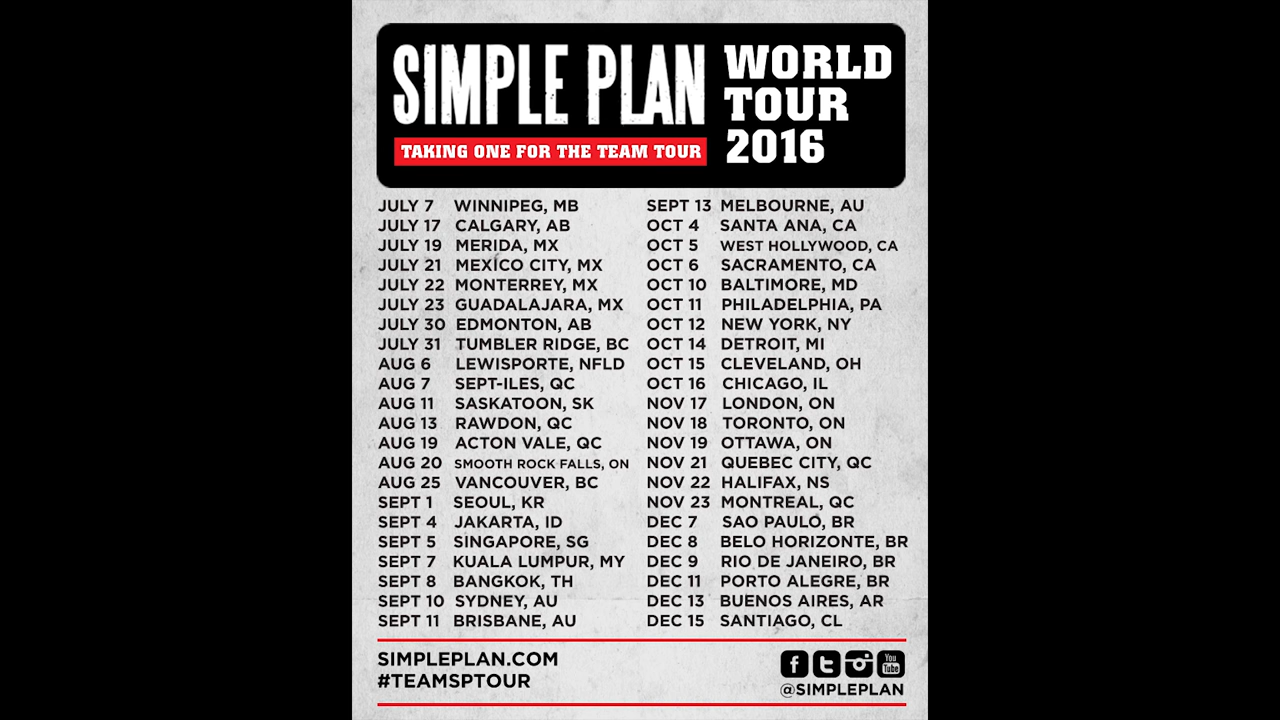 SIMPLE PLAN
TAKING ONE FOR THE TEAM TOUR
WORLD
TOUR
2016
JULY 7 WINNIPEG, MB
JULY 17 CALGARY, AB
JULY 19 MERIDA, MX
JULY 21 MEXICO CITY, MX
JULY 22 MONTERREY, MX
JULY 23 GUADALAJARA, MX
JULY 30 EDMONTON, AB
JULY 31 TUMBLER RIDGE, BC
AUG 6 LEWISPORTE, NFLD
AUG 7 SEPT-ILES, QC
AUG 11 SASKATOON, SK
AUG 13 RAWDON, QC
AUG 19 ACTON VALE, QC
AUG 20 SMOOTH ROCK FALLS, ON
AUG 25 VANCOUVER, BC
SEPT 1 SEOUL, KR
SEPT 4 JAKARTA, ID
SEPT 5 SINGAPORE, SG
SEPT 7 KUALA LUMPUR, MY
SEPT 8 BANGKOK, TH
SEPT 10 SYDNEY, AU
SEPT 11 BRISBANE, AU
SEPT 13 MELBOURNE, AU
OCT 4 SANTA ANA, CA
OCT 5 WEST HOLLYWOOD, CA
OCT 6 SACRAMENTO, CA
OCT 10 BALTIMORE, MD
OCT 11 PHILADELPHIA, PA
OCT 12 NEW YORK, NY
OCT 14 DETROIT, MI
OCT 15 CLEVELAND, OH
OCT 16 CHICAGO, IL
NOV 17 LONDON, ON
NOV 18 TORONTO, ON
NOV 19 OTTAWA, ON
NOV 21 QUEBEC CITY, QC
NOV 22 HALIFAX, NS
NOV 23 MONTREAL, QC
DEC 7 SAO PAULO, BR
DEC 8 BELO HORIZONTE, BR
DEC 9 RIO DE JANEIRO, BR
DEC 11 PORTO ALEGRE, BR
DEC 13 BUENOS AIRES, AR
DEC 15 SANTIAGO, CL
SIMPLEPLAN.COM
#TEAMSPTOUR
You
Tube
@SIMPLEPLAN